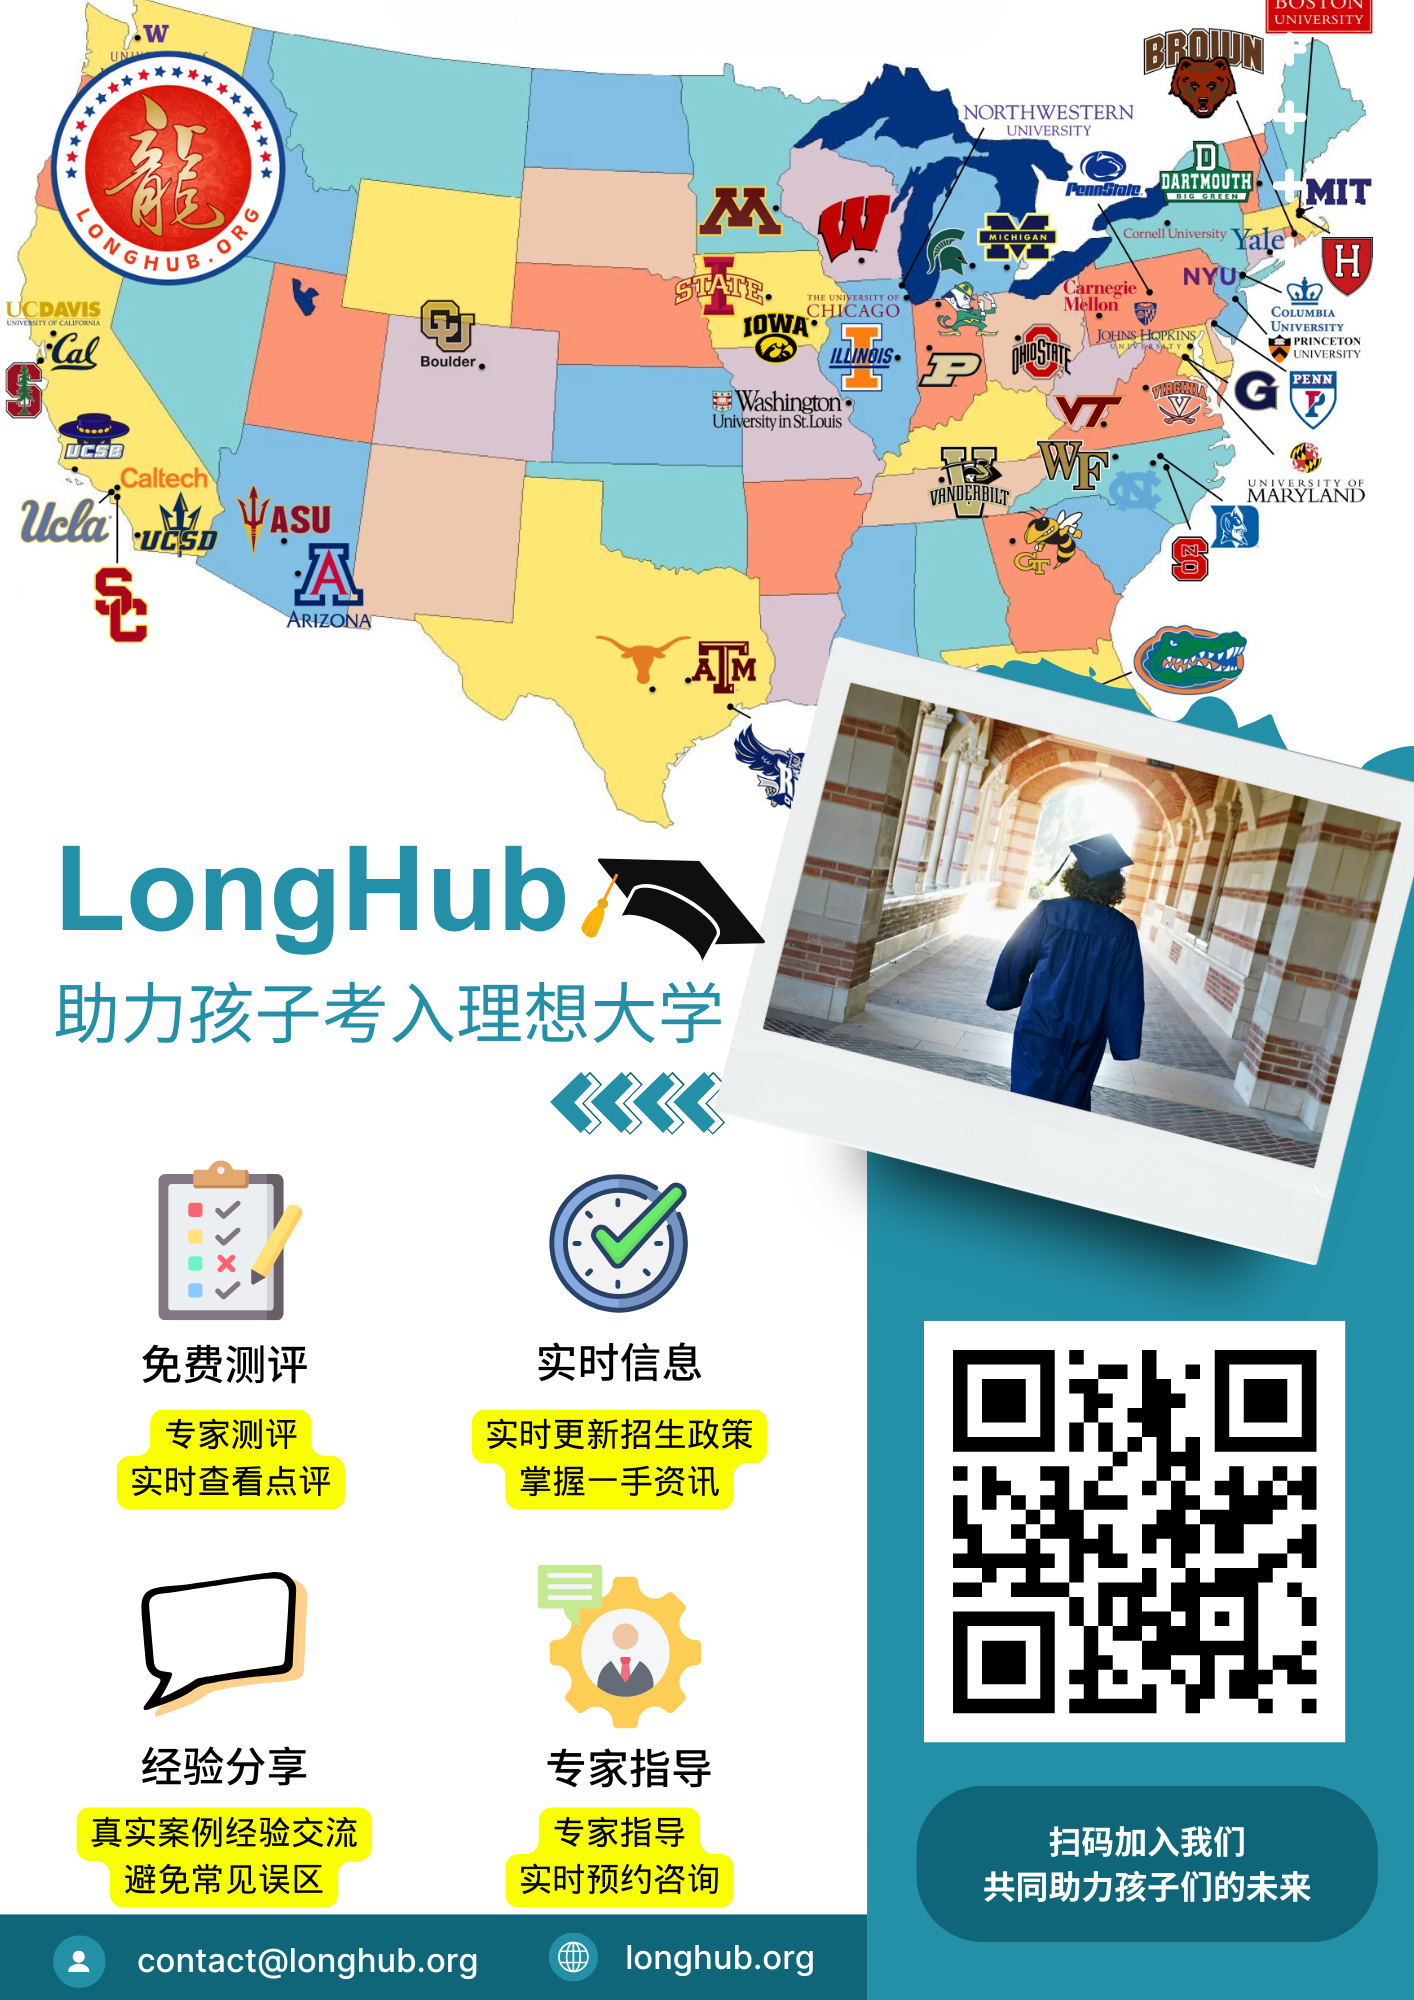 BOSTON
UNIVERSITY
BROWN
W
NORTHWESTERN
UNIVERSITY
PennState
D
DARTMOUTH
BIG GREEN
MIT
LONGHUB.ORG
龍
M
W
MICHIGAN
Cornell University
Yale
H
NYU
STATE
THE UNIVERSITY OF
CHICAGO
Carnegie
Mellon
COLUMBIA
UNIVERSITY
UCDAVIS
UNIVERSITY OF CALIFORNIA
Cal
CU
Boulder
IOWA
ILLINOIS
P
OHIO STATE
JOHNS HOPKINS
UNIVERSITY
PRINCETON
UNIVERSITY
S
G
PENN
P
Washington
University in St.Louis
VT
VIRGINIA
V
UCSB
V
VANDERBILT
WF
NC
UNIVERSITY OF
MARYLAND
Caltech
Ucla
UCSD
ASU
GT
NS
D
SC
A
ARIZONA
ATM
R
LongHub
助力孩子考入理想大学
免费测评
专家测评
实时查看点评
实时信息
实时更新招生政策
掌握一手资讯
经验分享
真实案例经验交流
避免常见误区
专家指导
专家指导
实时预约咨询
扫码加入我们
共同助力孩子们的未来
contact@longhub.org
longhub.org